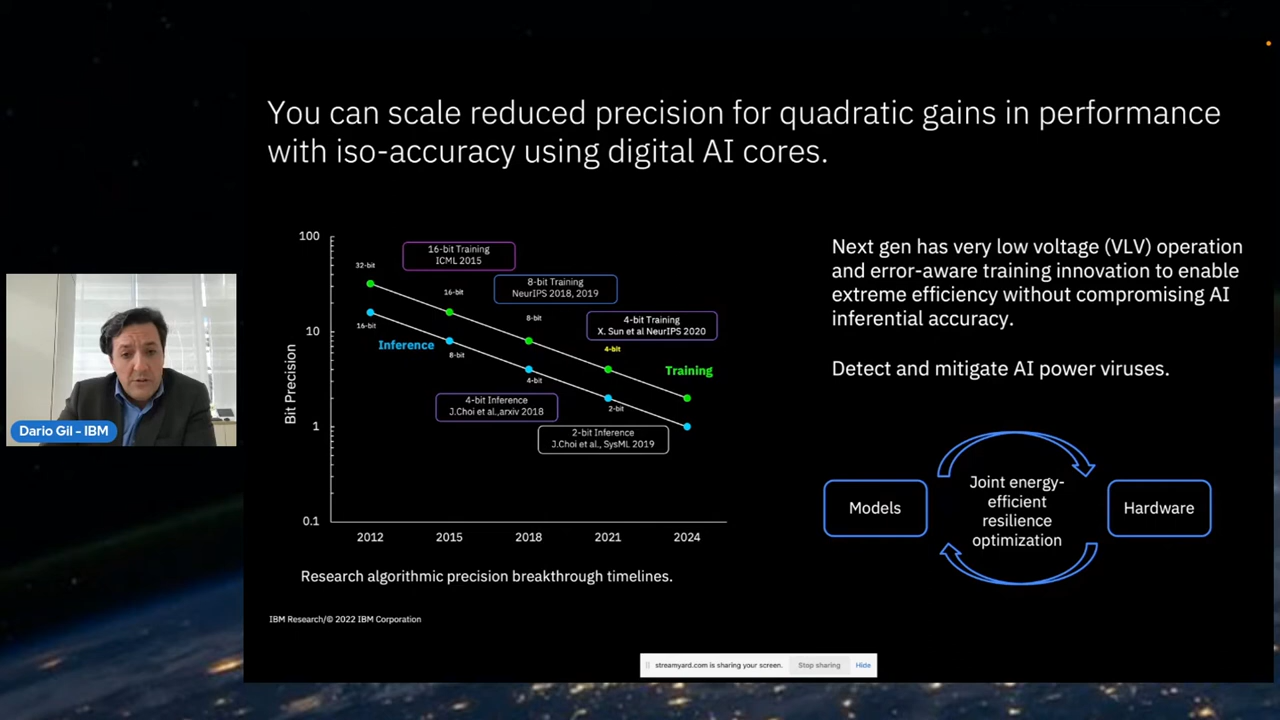 You can scale reduced precision for quadratic gains in performance
with iso-accuracy using digital AI cores.
100
10
1
0.1
Bit Precision
32-bit
16-bit Training
ICML 2015
16-bit
8-bit Training
NeurIPS 2018, 2019
8-bit
4-bit Training
X. Sun et al NeurIPS 2020
4-bit
Training
16-bit
Inference
8-bit
4-bit
4-bit Inference
J.Choi et al.,arxiv 2018
2-bit
2-bit Inference
J.Choi et al., SysML 2019
2012
2015
2018
2021
2024
Research algorithmic precision breakthrough timelines.
Next gen has very low voltage (VLV) operation
and error-aware training innovation to enable
extreme efficiency without compromising AI
inferential accuracy.
Detect and mitigate AI power viruses.
Models
Joint energy-
efficient
resilience
optimization
Hardware
IBM Research/© 2022 IBM Corporation
Dario Gil - IBM
streamyard.com is sharing your screen.
Stop sharing
Hide